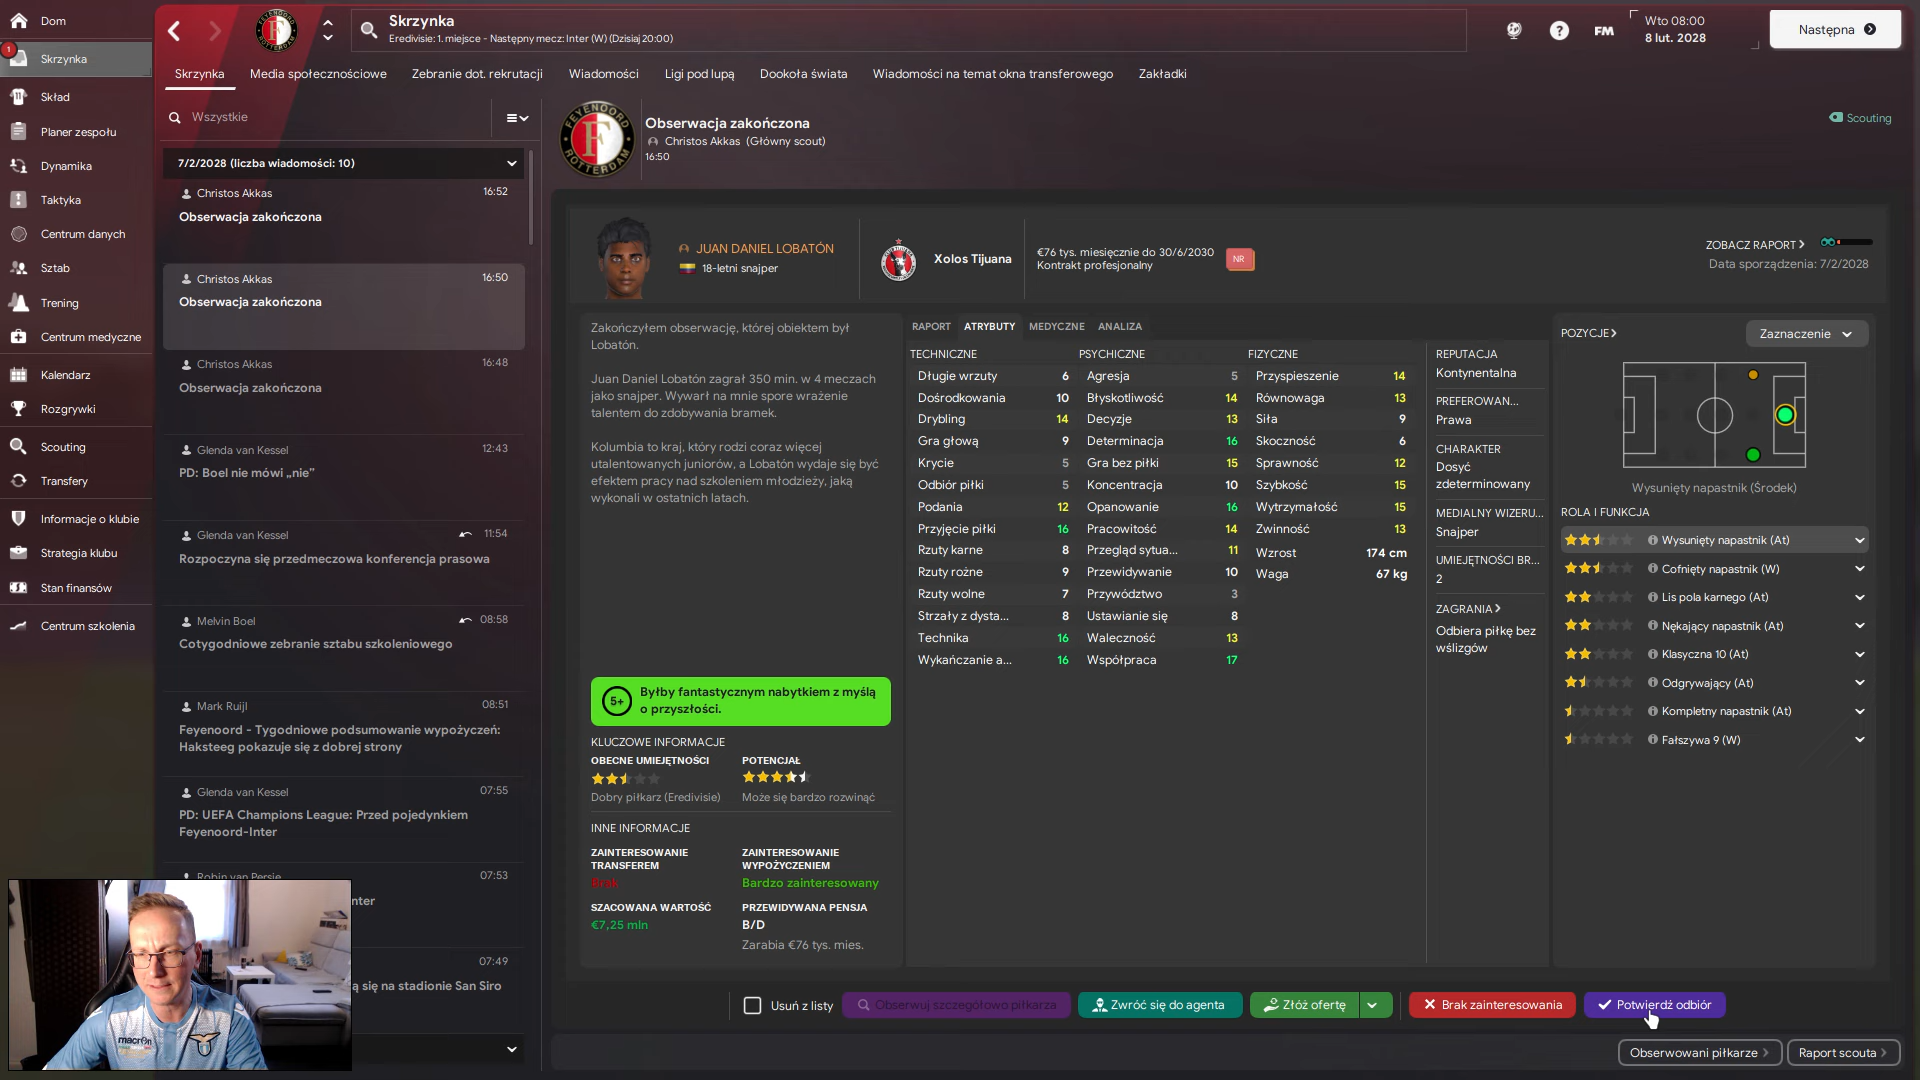 Dom
1
Skrzynka
Skład
Planer zespołu
Dynamika
Taktyka
Centrum danych
Sztab
Trening
Centrum medyczne
Kalendarz
Rozgrywki
Scouting
Transfery
Informacje o klubie
Strategia klubu
Stan finansów
Centrum szkolenia
Skrzynka
Eredivisie: 1. miejsce - Następny mecz: Inter (W) (Dzisiaj 20:00)
FM
Wto 08:00
8 lut. 2028
Następna
Skrzynka
Media społecznościowe
Zebranie dot. rekrutacji
Wiadomości
Ligi pod lupą
Dookoła świata
Wiadomości na temat okna transferowego
Zakładki
Wszystkie
7/2/2028 (liczba wiadomości: 10)
Christos Akkas 16:52
Obserwacja zakończona
Christos Akkas 16:50
Obserwacja zakończona
Christos Akkas 16:48
Obserwacja zakończona
Glenda van Kessel 12:43
PD: Boel nie mówi „nie”
Glenda van Kessel 11:54
Rozpoczyna się przedmeczowa konferencja prasowa
Melvin Boel 08:58
Cotygodniowe zebranie sztabu szkoleniowego
Mark Ruijl 08:51
Feyenoord - Tygodniowe podsumowanie wypożyczeń:
Haksteeg pokazuje się z dobrej strony
Glenda van Kessel 07:55
PD: UEFA Champions League: Przed pojedynkiem
Feyenoord-Inter
Robin van Persie 07:53
nter
07:49
ą się na stadionie San Siro
macron
FEYENOORD
F
ROTTERDAM
Obserwacja zakończona
Christos Akkas (Główny scout)
16:50
Scouting
JUAN DANIEL LOBATÓN
18-letni snajper
Xolos Tijuana
€76 tys. miesięcznie do 30/6/2030
Kontrakt profesjonalny
NR
ZOBACZ RAPORT
Data sporządzenia: 7/2/2028
Zakończyłem obserwację, której obiektem był
Lobatón.
Juan Daniel Lobatón zagrał 350 min. w 4 meczach
jako snajper. Wywarł na mnie spore wrażenie
talentem do zdobywania bramek.
Kolumbia to kraj, który rodzi coraz więcej
utalentowanych juniorów, a Lobatón wydaje się być
efektem pracy nad szkoleniem młodzieży, jaką
wykonali w ostatnich latach.
5+
Byłby fantastycznym nabytkiem z myślą
o przyszłości.
KLUCZOWE INFORMACJE
OBECNE UMIEJĘTNOŚCI
Dobry piłkarz (Eredivisie)
POTENCJAŁ
Może się bardzo rozwinąć
INNE INFORMACJE
ZAINTERESOWANIE
TRANSFEREM
Brak
ZAINTERESOWANIE
WYPOŻYCZENIEM
Bardzo zainteresowany
SZACOWANA WARTOŚĆ
€7,25 mln
PRZEWIDYWANA PENSJA
B/D
Zarabia €76 tys. mies.
RAPORT
ATRYBUTY
MEDYCZNE
ANALIZA
TECHNICZNE
Długie wrzuty 6
Dośrodkowania 10
Drybling 14
Gra głową 9
Krycie 5
Odbiór piłki 5
Podania 12
Przyjęcie piłki 16
Rzuty karne 8
Rzuty rożne 9
Rzuty wolne 7
Strzały z dysta... 8
Technika 16
Wykańczanie a... 16
PSYCHICZNE
Agresja 5
Błyskotliwość 14
Decyzje 13
Determinacja 16
Gra bez piłki 15
Koncentracja 10
Opanowanie 16
Pracowitość 14
Przegląd sytua... 11
Przewidywanie 10
Przywództwo 3
Ustawianie się 8
Waleczność 13
Współpraca 17
FIZYCZNE
Przyspieszenie 14
Równowaga 13
Siła 9
Skoczność 6
Sprawność 12
Szybkość 15
Wytrzymałość 15
Zwinność 13
Wzrost 174 cm
Waga 67 kg
REPUTACJA
Kontynentalna
PREFEROWAN...
Prawa
CHARAKTER
Dosyć
zdeterminowany
MEDIALNY WIZERU...
Snajper
UMIEJĘTNOŚCI BR...
2
ZAGRANIA
Odbiera piłkę bez
wślizgów
POZYCJE
Zaznaczenie
Wysunięty napastnik (Środek)
ROLA I FUNKCJA
Wysunięty napastnik (At)
Cofnięty napastnik (W)
Lis pola karnego (At)
Nękający napastnik (At)
Klasyczna 10 (At)
Odgrywający (At)
Kompletny napastnik (At)
Fałszywa 9 (W)
Usuń z listy
Obserwuj szczegółowo piłkarza
Zwróć się do agenta
Złóż ofertę
Brak zainteresowania
Potwierdź odbiór
Obserwowani piłkarze
Raport scouta